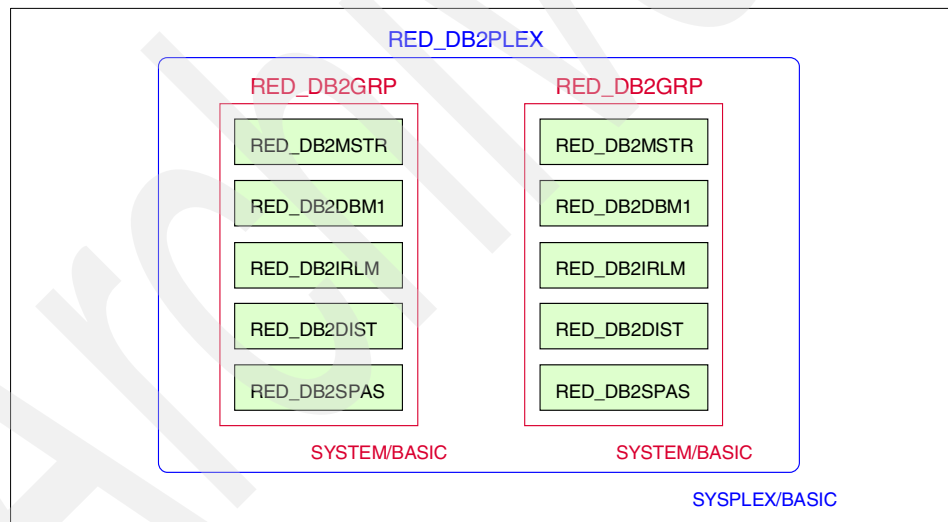 RED_DB2PLEX
RED_DB2GRP
RED_DB2MSTR
RED_DB2DBM1
RED_DB2IRLM
RED_DB2DIST
RED_DB2SPAS
SYSTEM/BASIC
RED_DB2GRP
RED_DB2MSTR
RED_DB2DBM1
RED_DB2IRLM
RED_DB2DIST
RED_DB2SPAS
SYSTEM/BASIC
SYSPLEX/BASIC
Archive